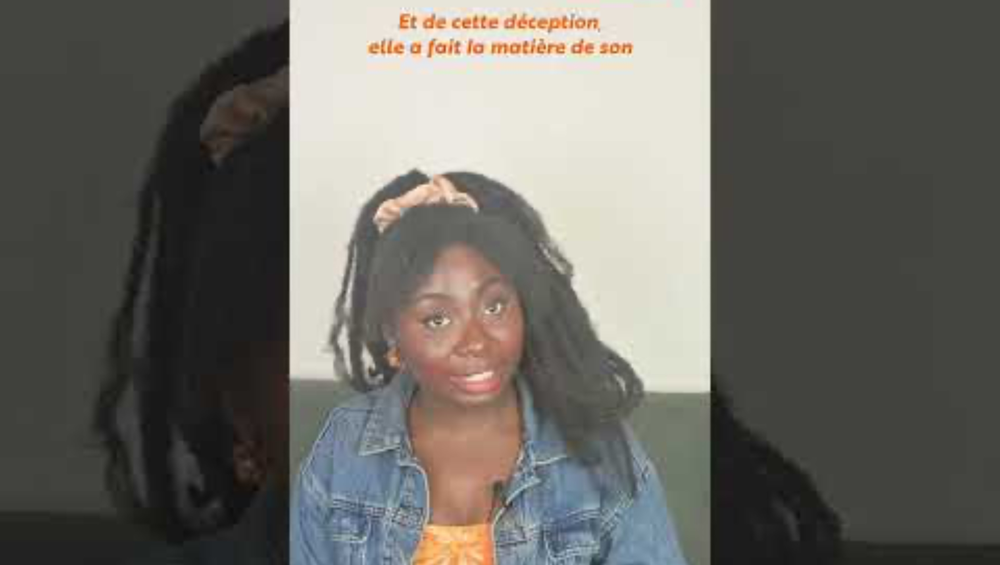 Et de cette déception,
elle a fait la matière de son